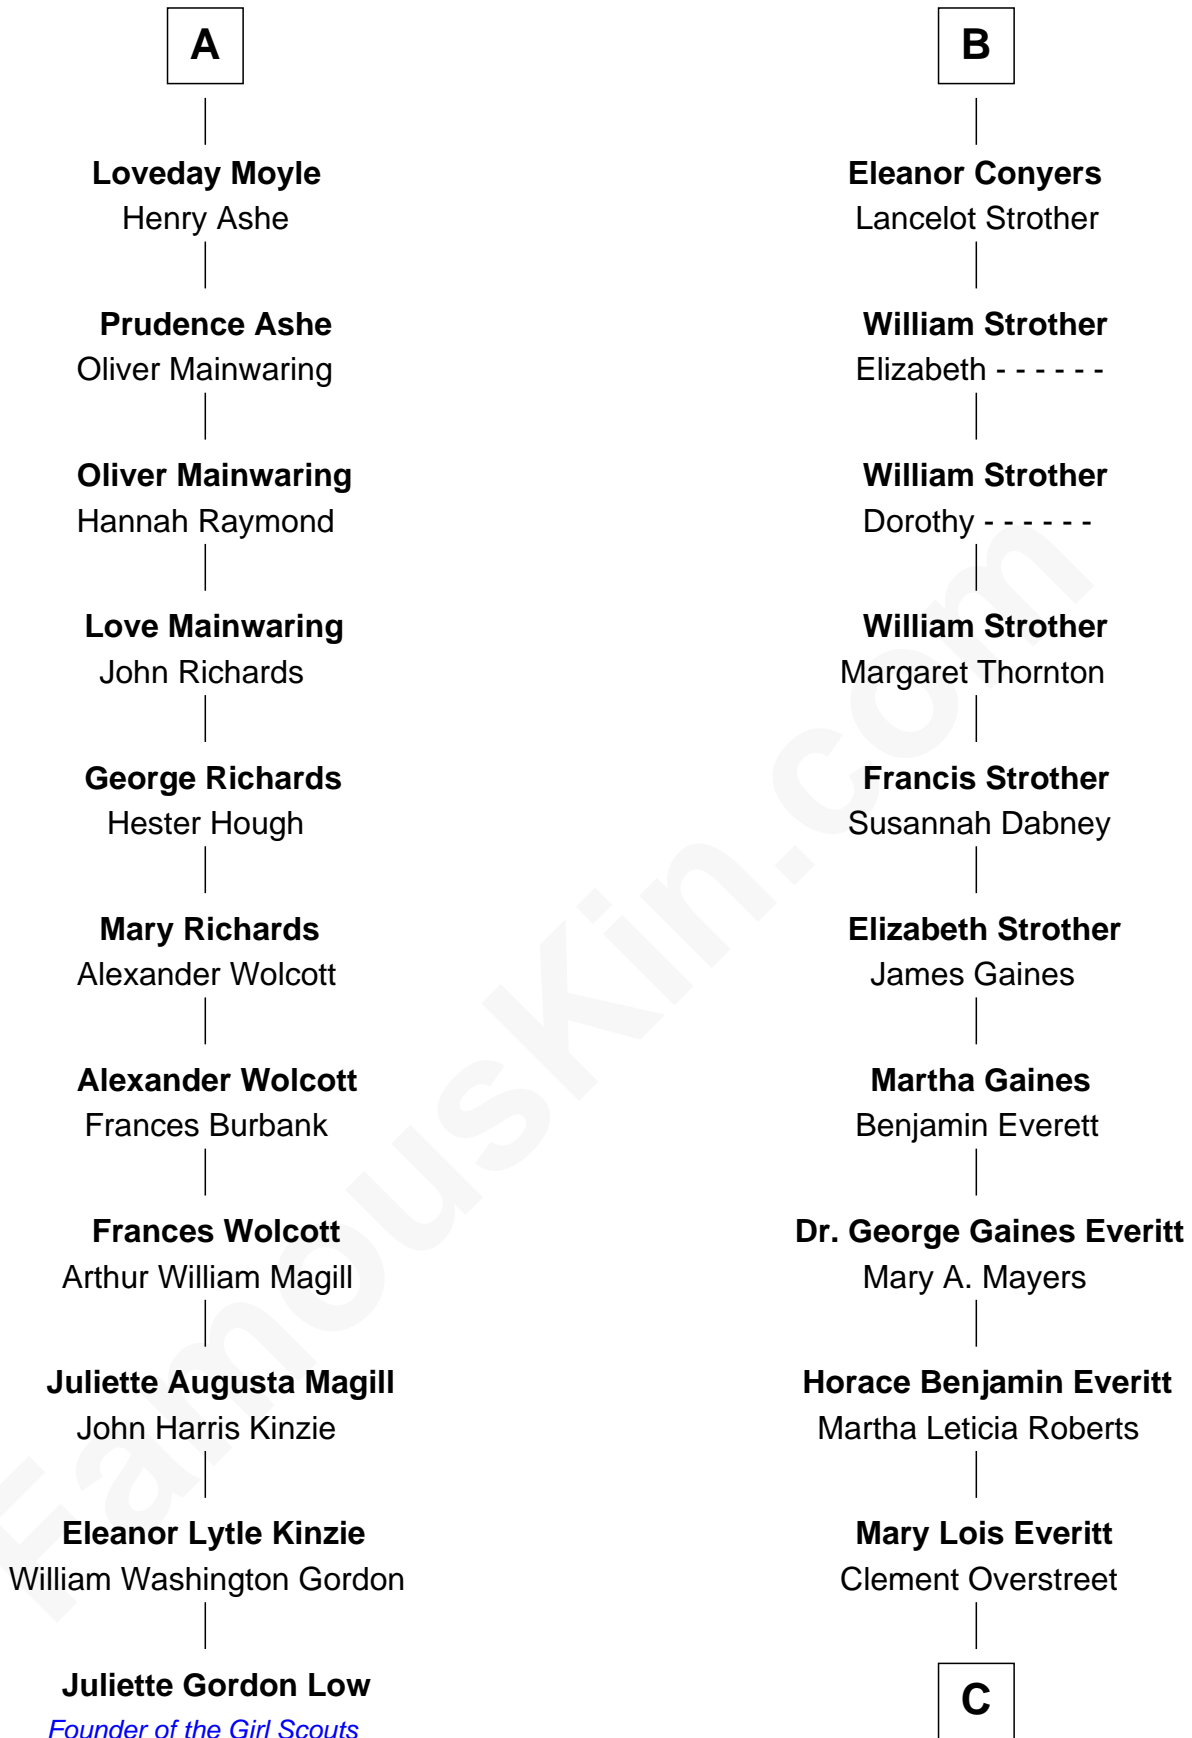 A
Loveday Moyle
Henry Ashe
Prudence Ashe
Oliver Mainwaring
Oliver Mainwaring
Hannah Raymond
Love Mainwaring
John Richards
George Richards
Hester Hough
Mary Richards
Alexander Wolcott
Alexander Wolcott
Frances Burbank
Frances Wolcott
Arthur William Magill
Juliette Augusta Magill
John Harris Kinzie
Eleanor Lytle Kinzie
William Washington Gordon
Juliette Gordon Low
Founder of the Girl Scouts
B
Eleanor Conyers
Lancelot Strother
William Strother
Elizabeth - - - - - -
William Strother
Dorothy - - - - - -
William Strother
Margaret Thornton
Francis Strother
Susannah Dabney
Elizabeth Strother
James Gaines
Martha Gaines
Benjamin Everett
Dr. George Gaines Everitt
Mary A. Mayers
Horace Benjamin Everitt
Martha Leticia Roberts
Mary Lois Everitt
Clement Overstreet
C
FamousKin.com